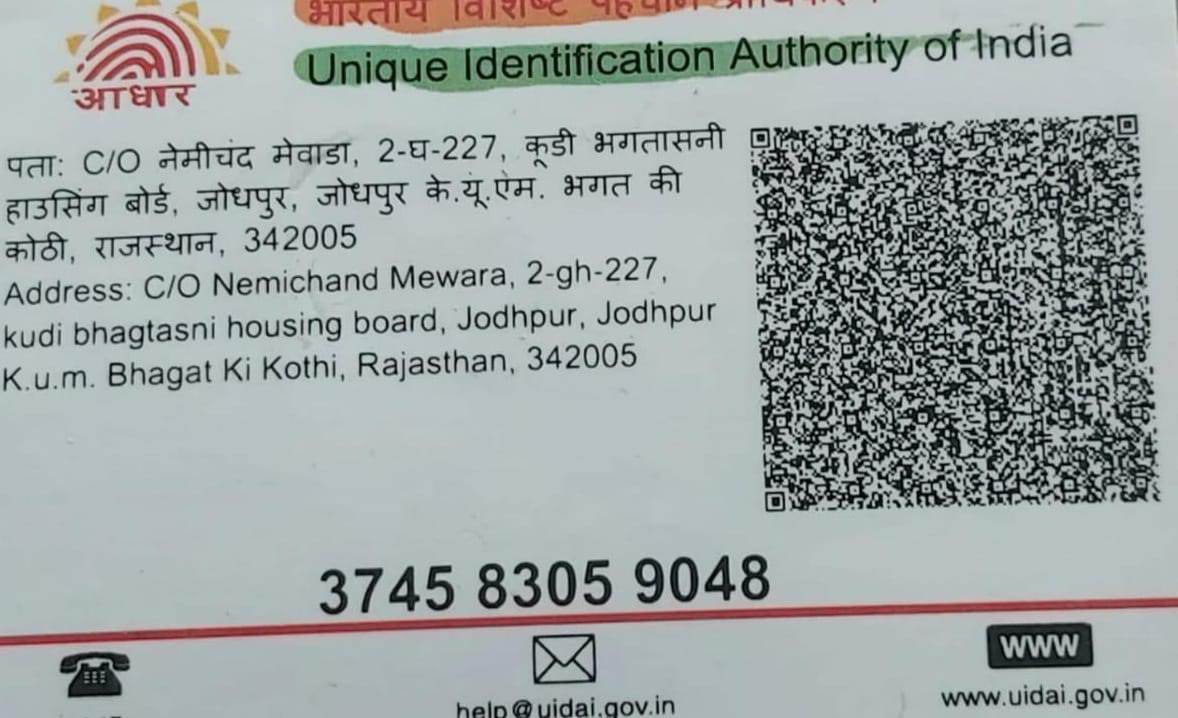 भारतीय विशिष्ट पहचान
Unique Identification Authority of India
आधार
पता: C/O नेमीचंद मेवाडा, 2-घ-227, कूडी भगतासनी
हाउसिंग बोर्ड, जोधपुर, जोधपुर के.यूं.एम. भगत की
कोठी, राजस्थान, 342005
Address: C/O Nemichand Mewara, 2-gh-227,
kudi bhagtasni housing board, Jodhpur, Jodhpur
K.u.m. Bhagat Ki Kothi, Rajasthan, 342005
3745 8305 9048
www
help@uidai.gov.in
www.uidai.gov.in